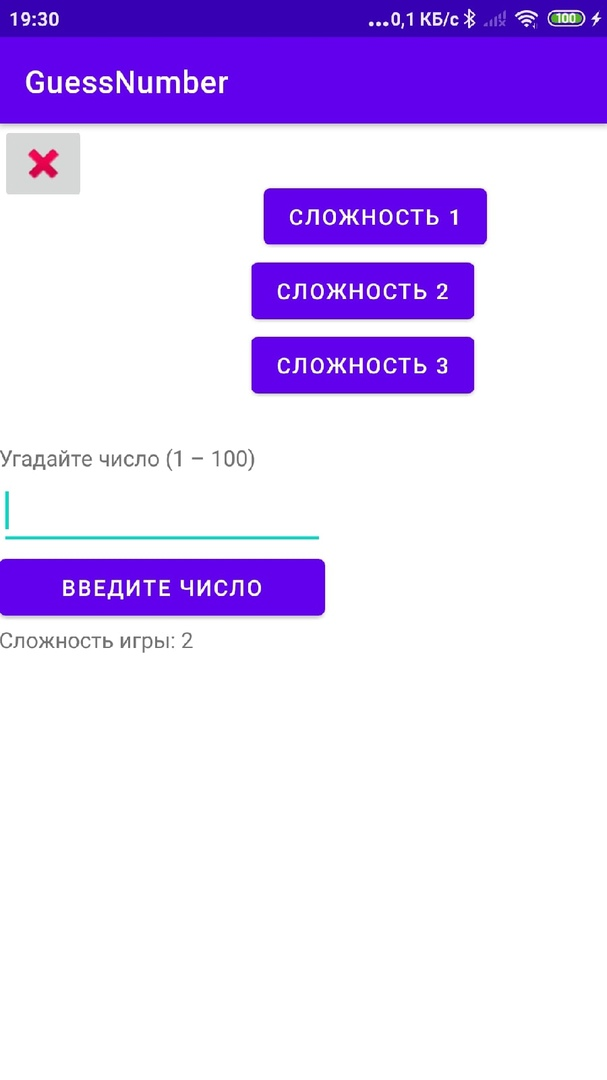 19:30 ...0,1 КБ/с 100
GuessNumber
СЛОЖНОСТЬ 1
СЛОЖНОСТЬ 2
СЛОЖНОСТЬ 3
Угадайте число (1 – 100)
ВВЕДИТЕ ЧИСЛО
Сложность игры: 2